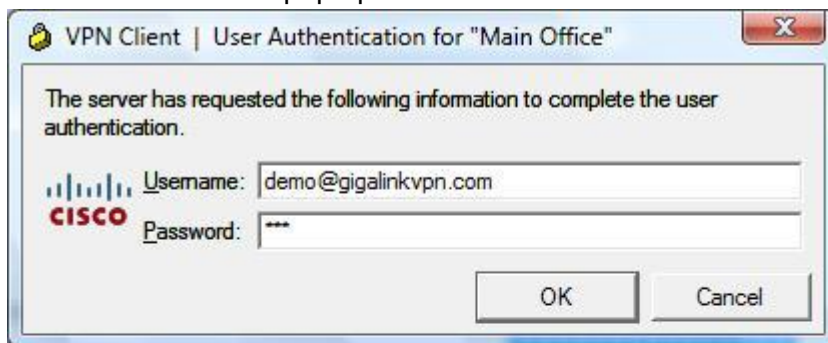 VPN Client | User Authentication for "Main Office"
The server has requested the following information to complete the user
authentication.
CISCO
Username: demo@gigalinkvpn.com
Password: ***
OK Cancel